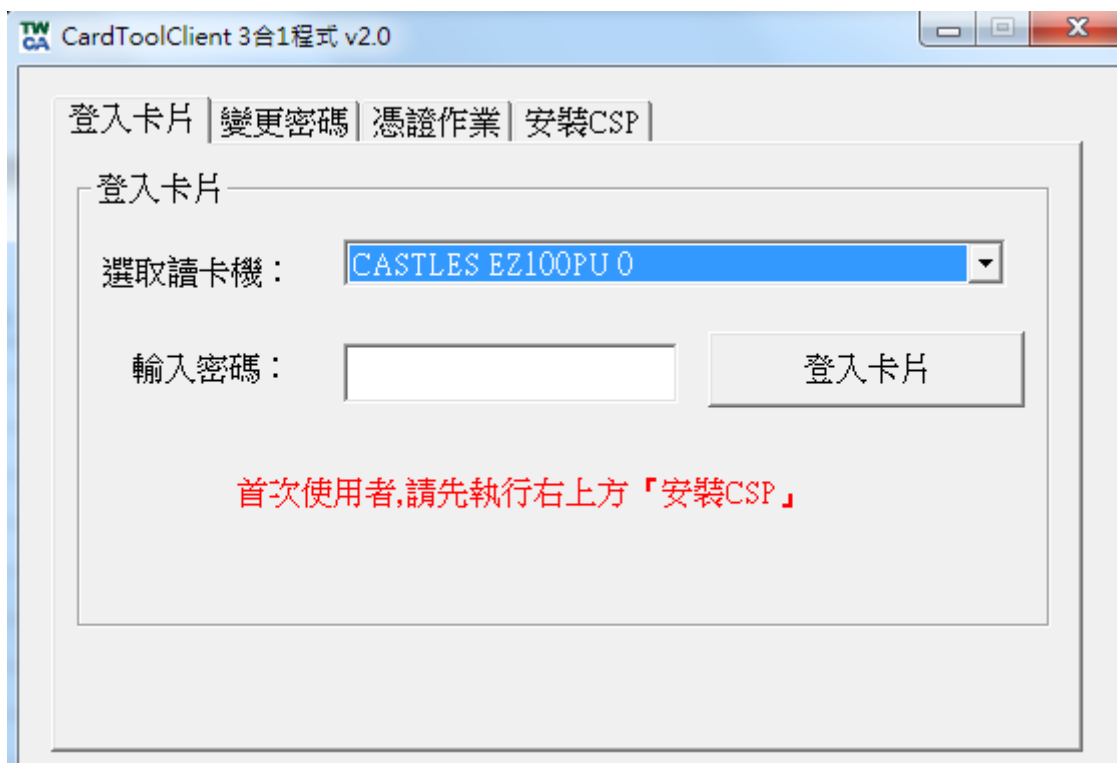 TWCA CardToolClient 3合1程式 v2.0
登入卡片 變更密碼 憑證作業 安裝CSP
登入卡片
選取讀卡機： CASTLES EZ100PU 0
輸入密碼： 登入卡片
首次使用者,請先執行右上方「安裝CSP」